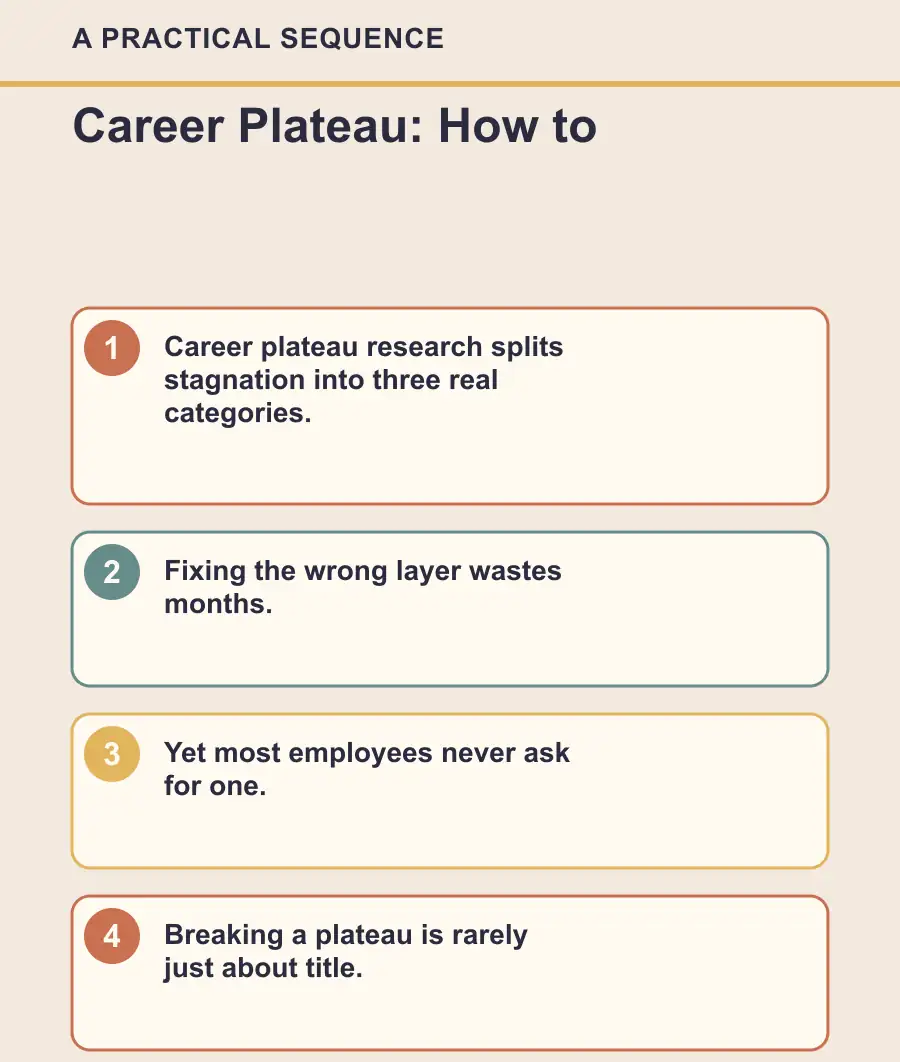 A PRACTICAL SEQUENCE
Career Plateau: How to
1
Career plateau research splits
stagnation into three real
categories.
2
Fixing the wrong layer wastes
months.
3
Yet most employees never ask
for one.
4
Breaking a plateau is rarely
just about title.